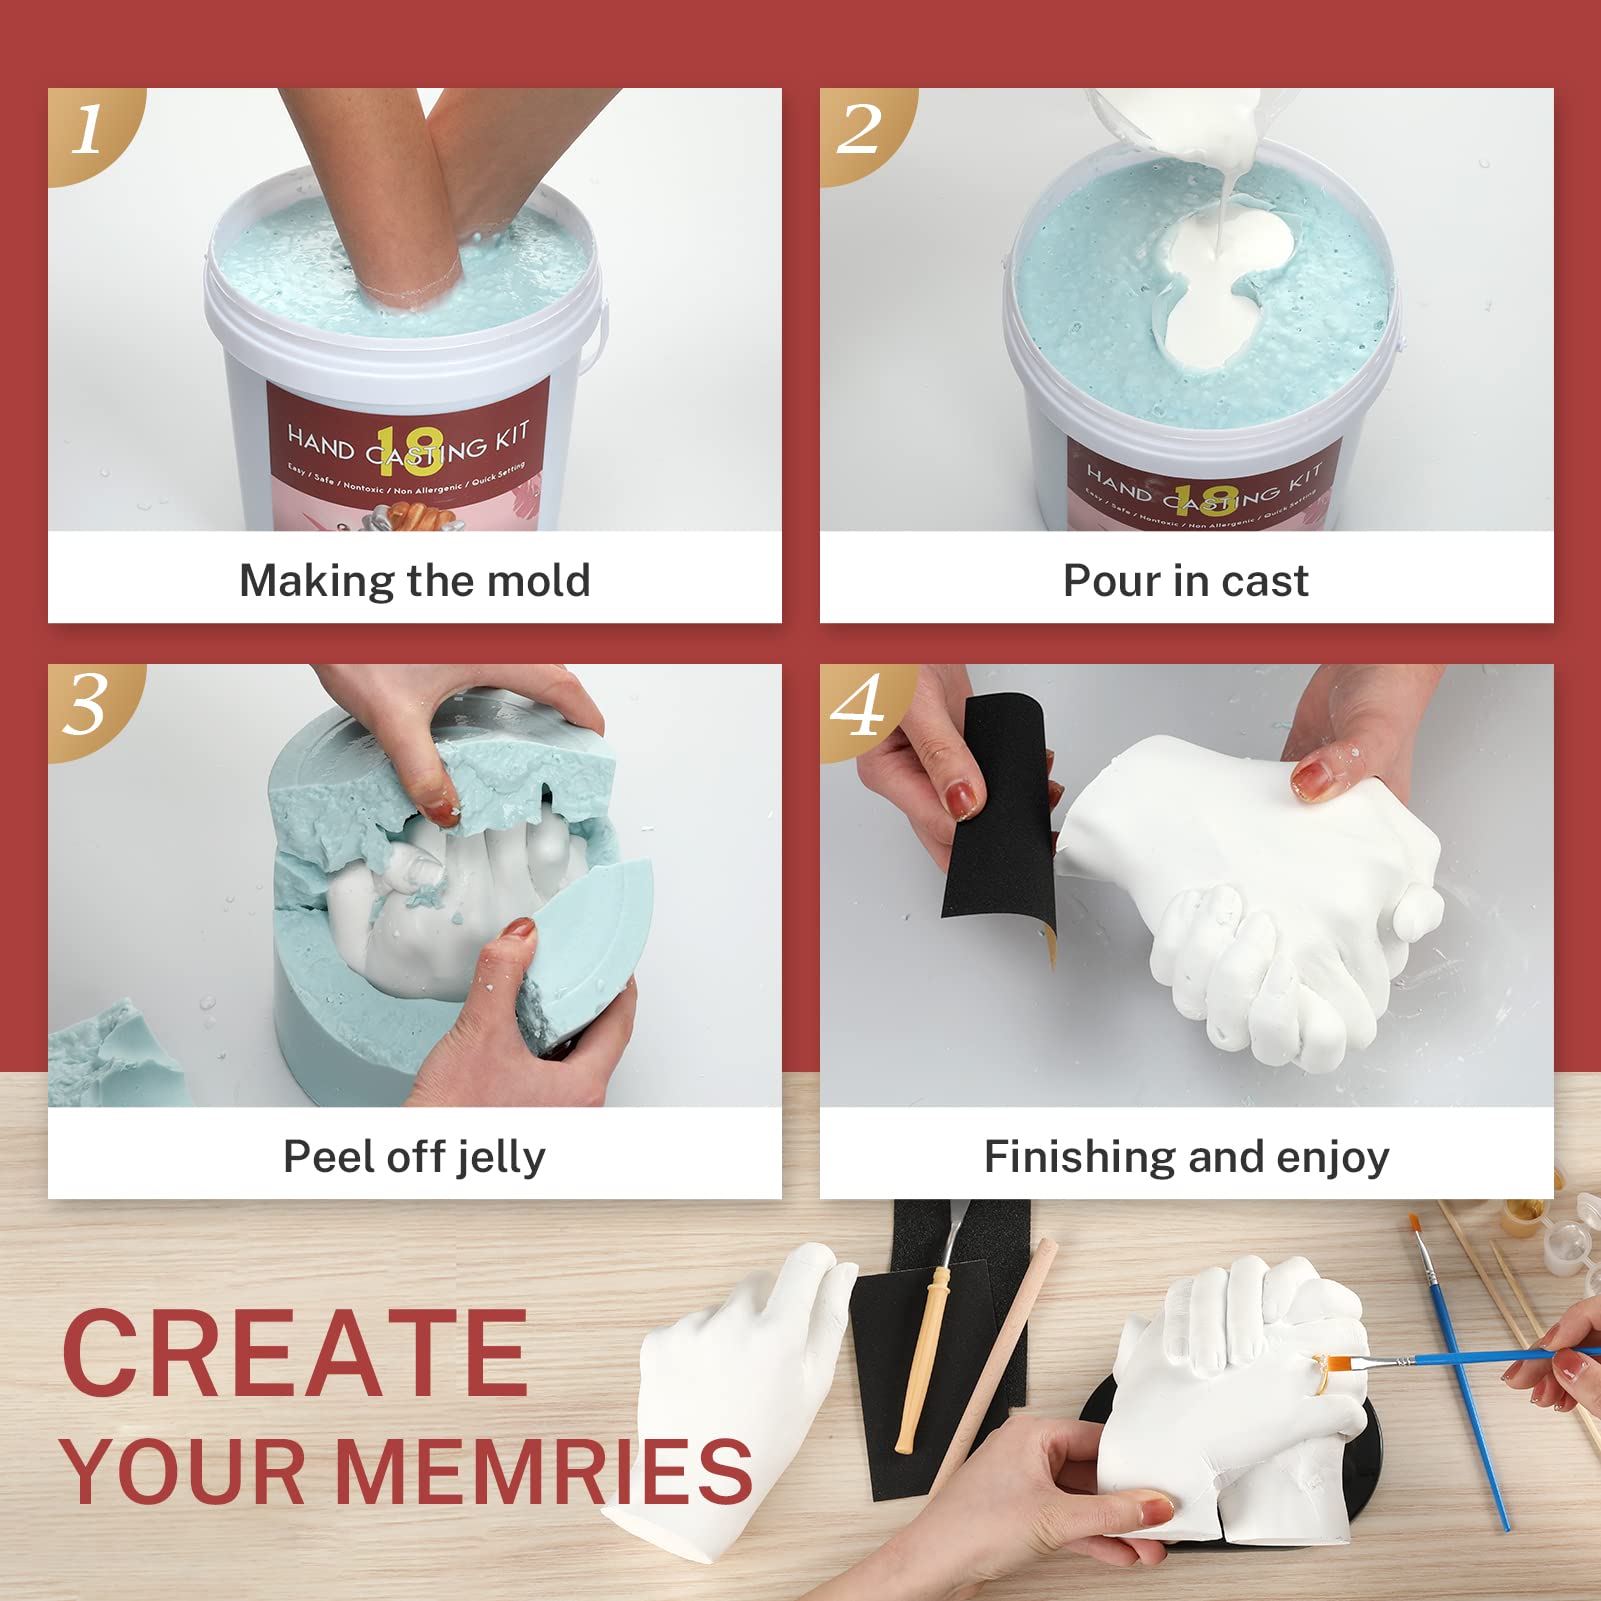 1
HAND CASTING KIT
18
Easy / Safe / Nontoxic / Non Allergenic / Quick Setting
Making the mold
2
HAND CASTING KIT
18
Easy / Safe / Nontoxic / Non Allergenic / Quick Setting
Pour in cast
3
Peel off jelly
4
Finishing and enjoy
CREATE
YOUR MEMRIES